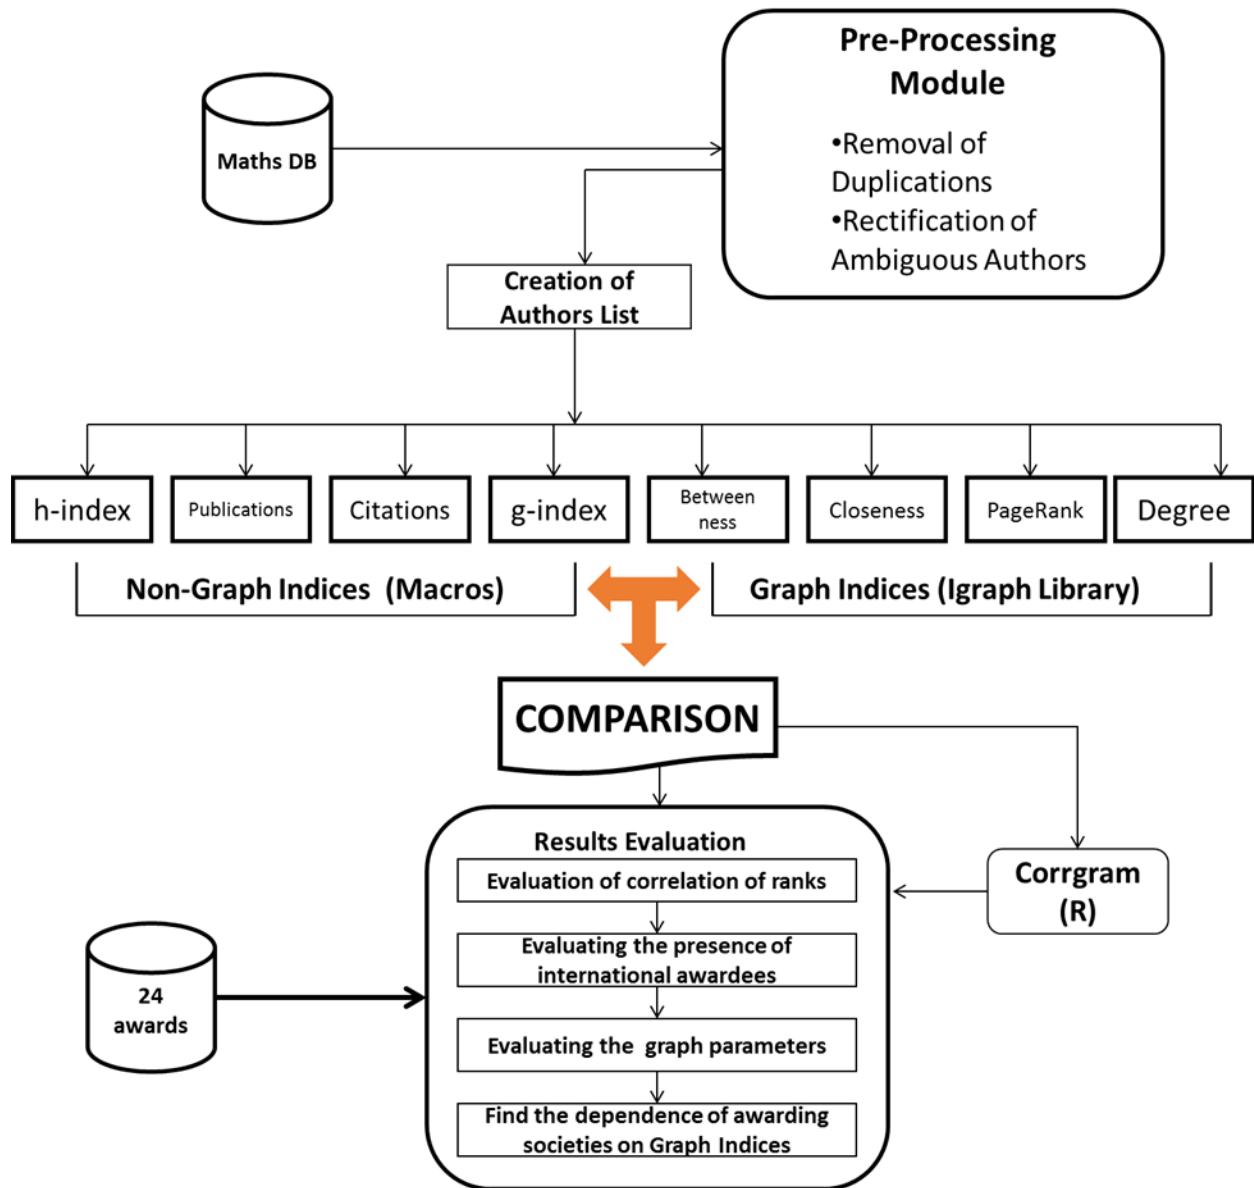 Pre-Processing
Module
•Removal of
Duplications
•Rectification of
Ambiguous Authors
Maths DB
Creation of
Authors List
h-index
Publications
Citations
g-index
Between
ness
Closeness
PageRank
Degree
Non-Graph Indices (Macros)
Graph Indices (Igraph Library)
COMPARISON
Results Evaluation
Evaluation of correlation of ranks
Evaluating the presence of
international awardees
Evaluating the graph parameters
Find the dependence of awarding
societies on Graph Indices
Corrgram
(R)
24
awards